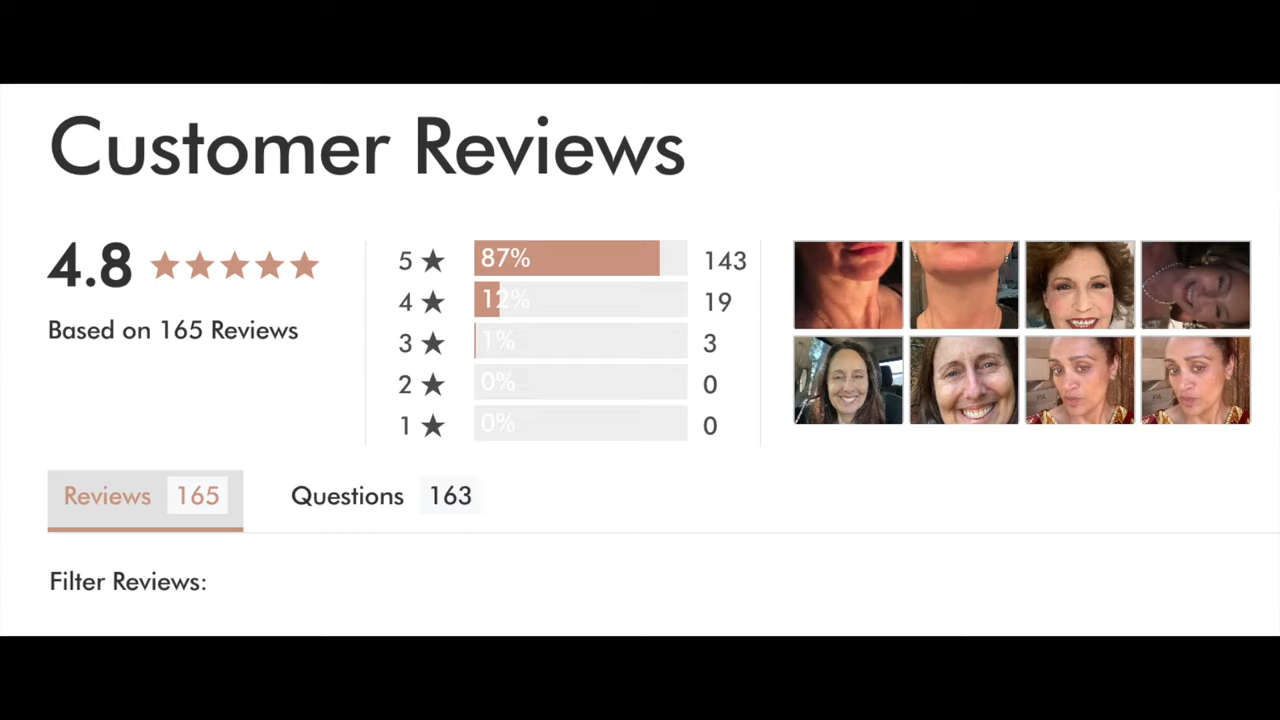 Customer Reviews
4.8
Based on 165 Reviews
5 ★ 87% 143
4 ★ 12% 19
3 ★ 1% 3
2 ★ 0% 0
1 ★ 0% 0
Reviews 165 Questions 163
Filter Reviews: